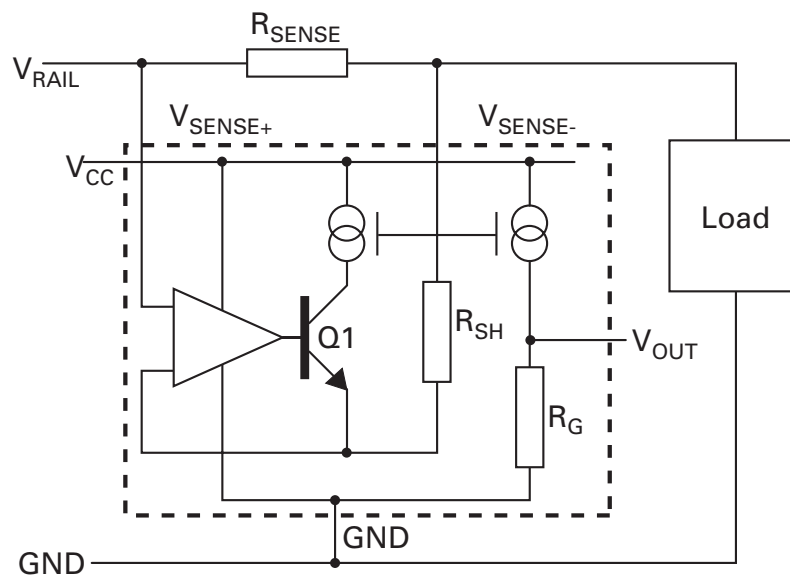 R_SENSE
V_RAIL
V_SENSE+
V_SENSE-
V_CC
Load
Q1
R_SH
V_OUT
R_G
GND
GND